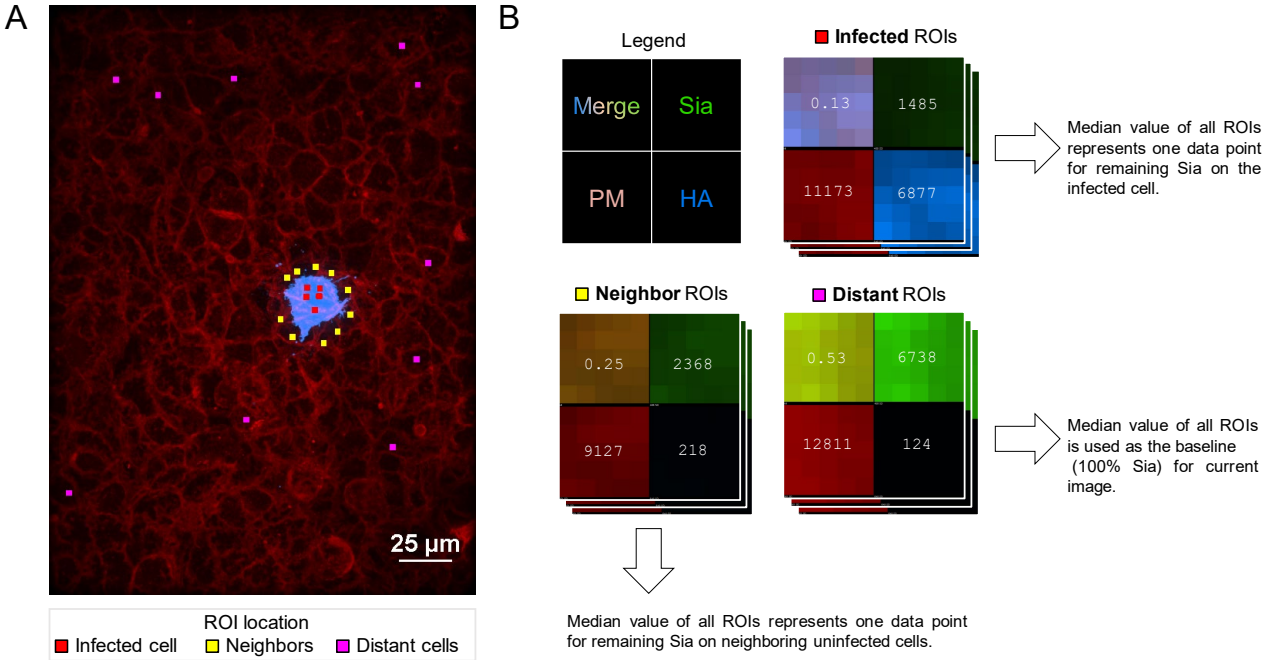 A
25 µm
ROI location
Infected cell Neighbors Distant cells
B
Legend
Merge Sia
PM HA
Infected ROIs
0.13 1485
11173 6877
Median value of all ROIs
represents one data point
for remaining Sia on the
infected cell.
Neighbor ROIs
0.25 2368
9127 218
Distant ROIs
0.53 6738
12811 124
Median value of all ROIs
is used as the baseline
(100% Sia) for current
image.
Median value of all ROIs represents one data point
for remaining Sia on neighboring uninfected cells.